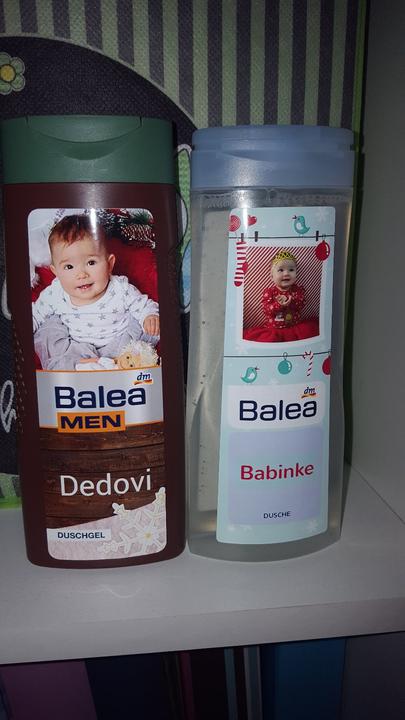 dm
Balea
MEN
Dedovi
DUSCHGEL
dm
Balea
Babinke
DUSCHE